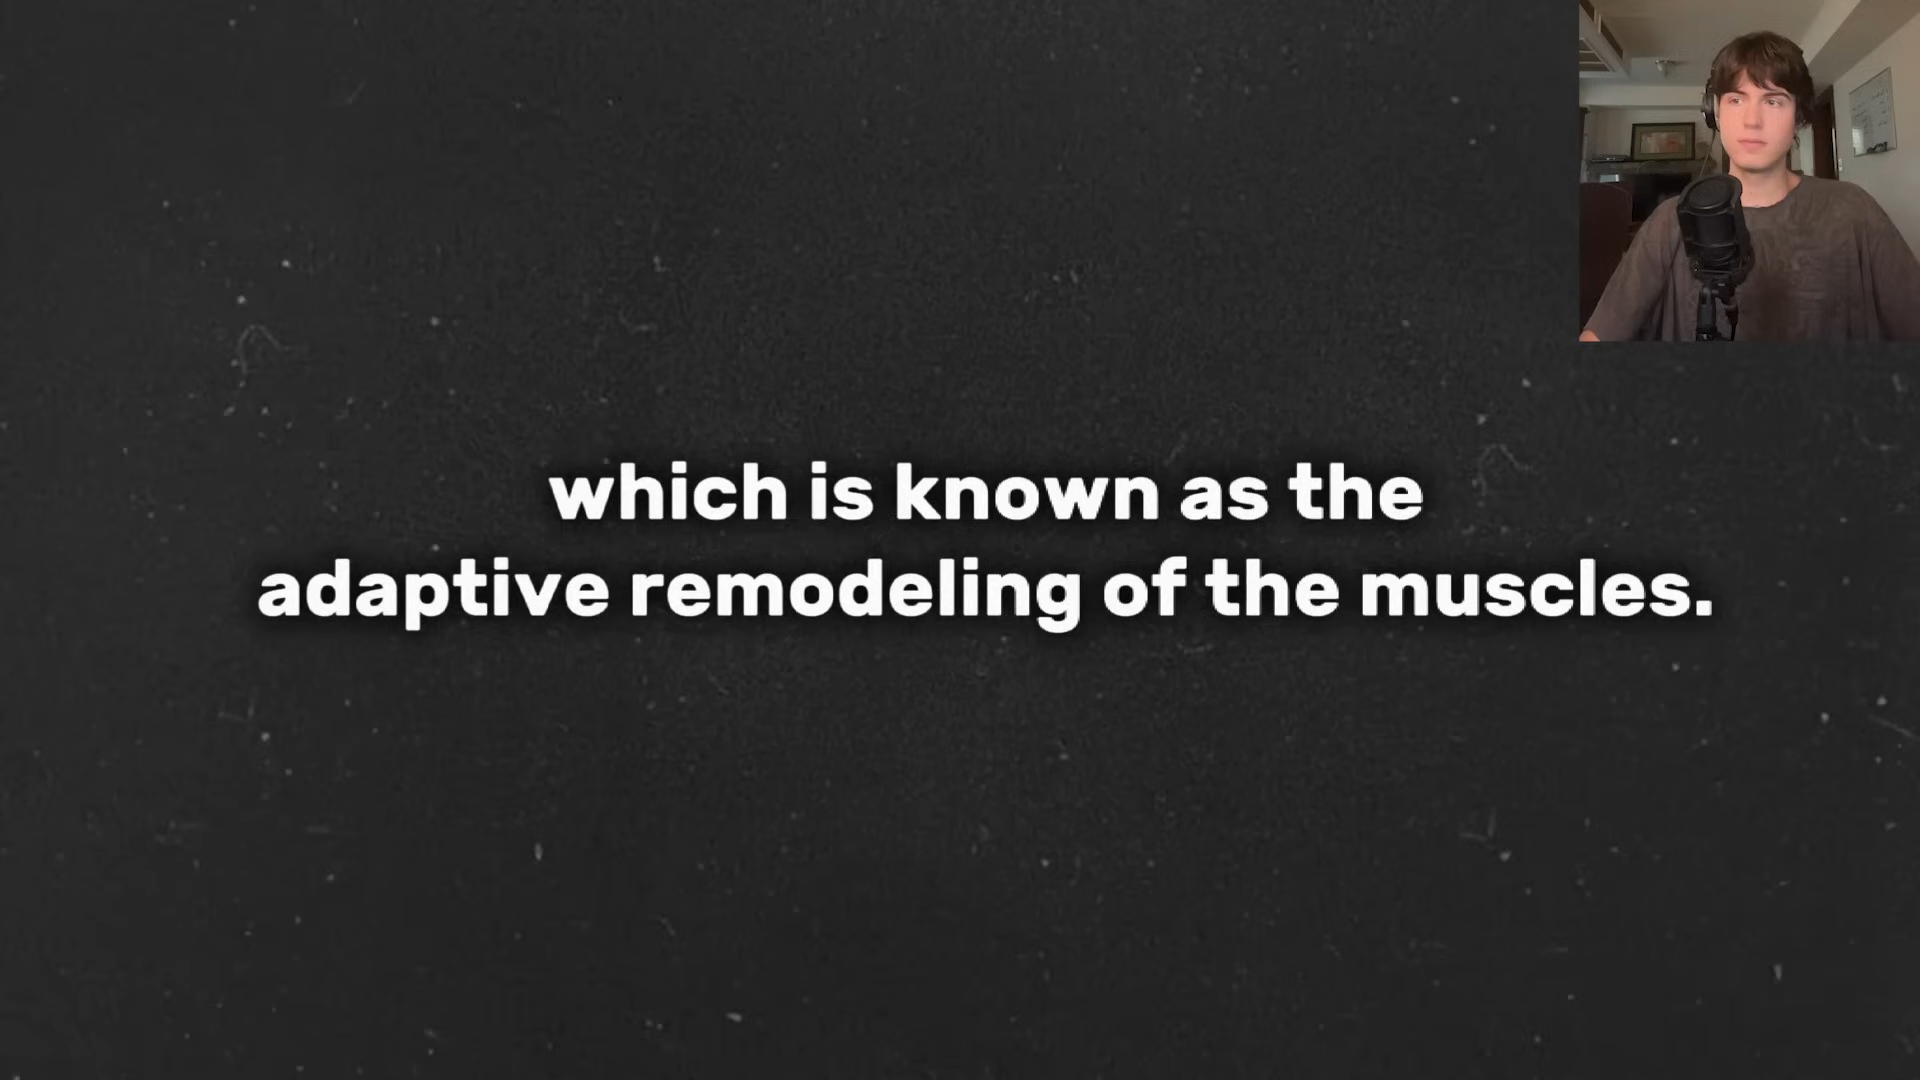 which is known as the
adaptive remodeling of the muscles.